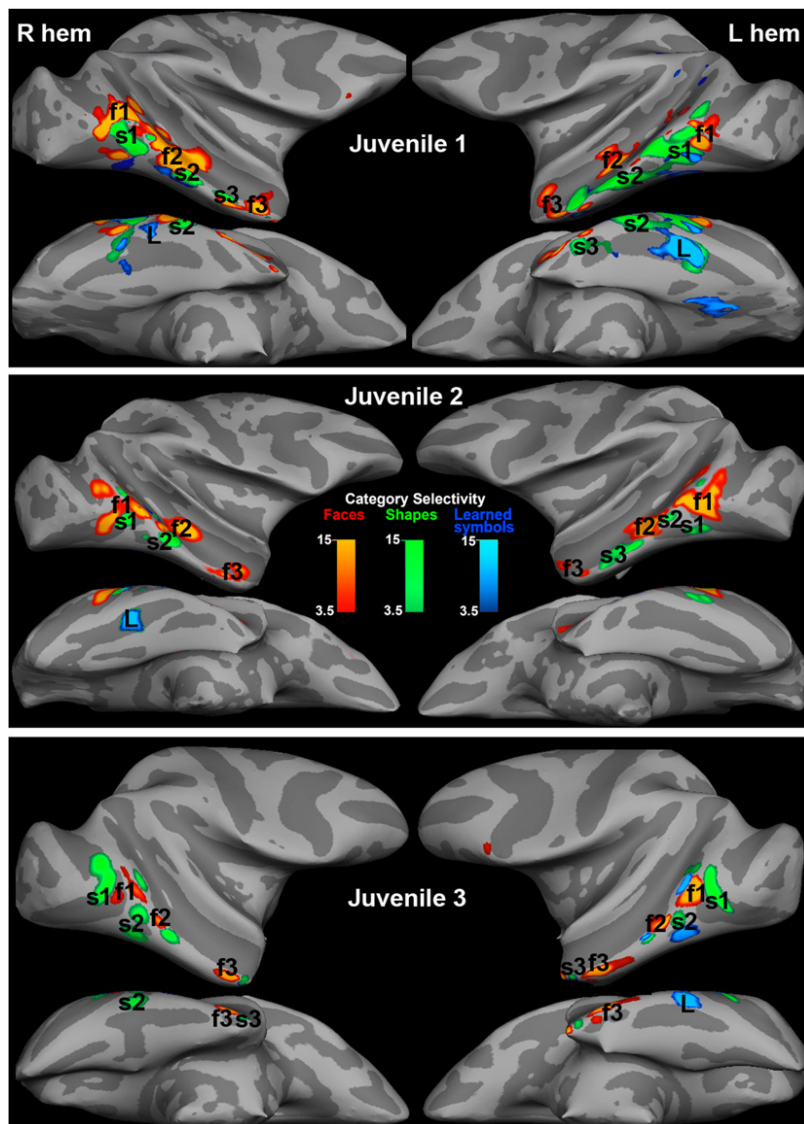 R hem
L hem
Juvenile 1
f1
s1
f2
s2
s3
f3
f1
s1
f2
s2
f3
L
s2
s3
s2
L
Juvenile 2
f1
s1
f2
s2
f3
f1
s1
s2
f2
s3
f3
Category Selectivity
Faces
Shapes
Learned
symbols
15
15
15
3.5
3.5
3.5
L
Juvenile 3
s1
f1
s2
f2
f3
f1
s1
f2
s2
s3
f3
s2
f3
s3
L
f3